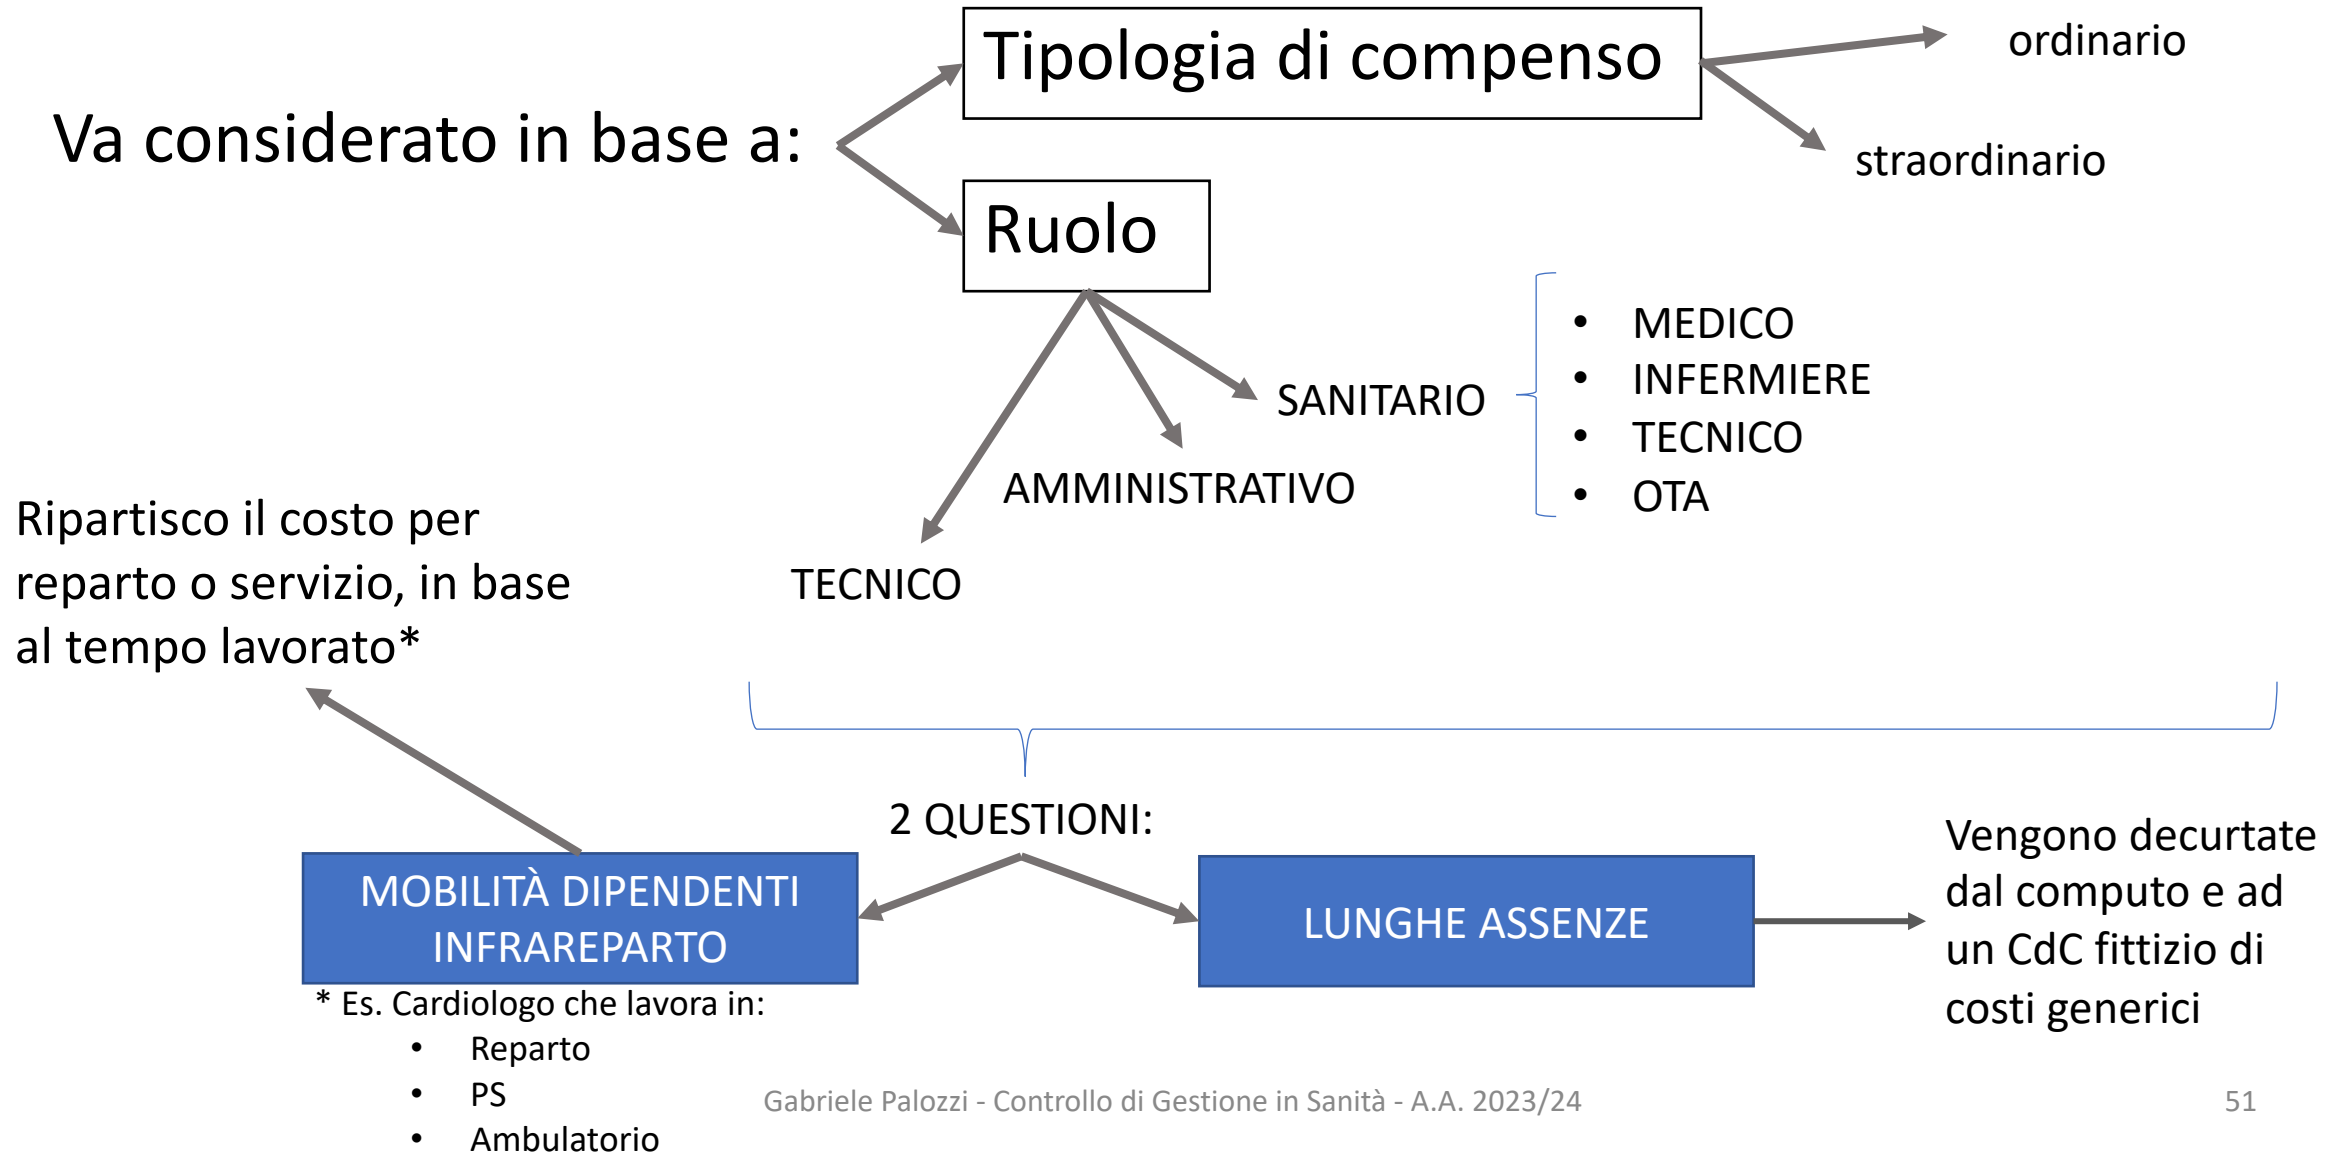 Va considerato in base a:
Tipologia di compenso
ordinario
straordinario
Ruolo
SANITARIO
• MEDICO
• INFERMIERE
• TECNICO
• OTA
AMMINISTRATIVO
TECNICO
Ripartisco il costo per
reparto o servizio, in base
al tempo lavorato*
2 QUESTIONI:
MOBILITÀ DIPENDENTI
INFRAREPARTO
* Es. Cardiologo che lavora in:
• Reparto
• PS
• Ambulatorio
LUNGHE ASSENZE
Vengono decurtate
dal computo e ad
un CdC fittizio di
costi generici
Gabriele Palozzi - Controllo di Gestione in Sanità - A.A. 2023/24
51